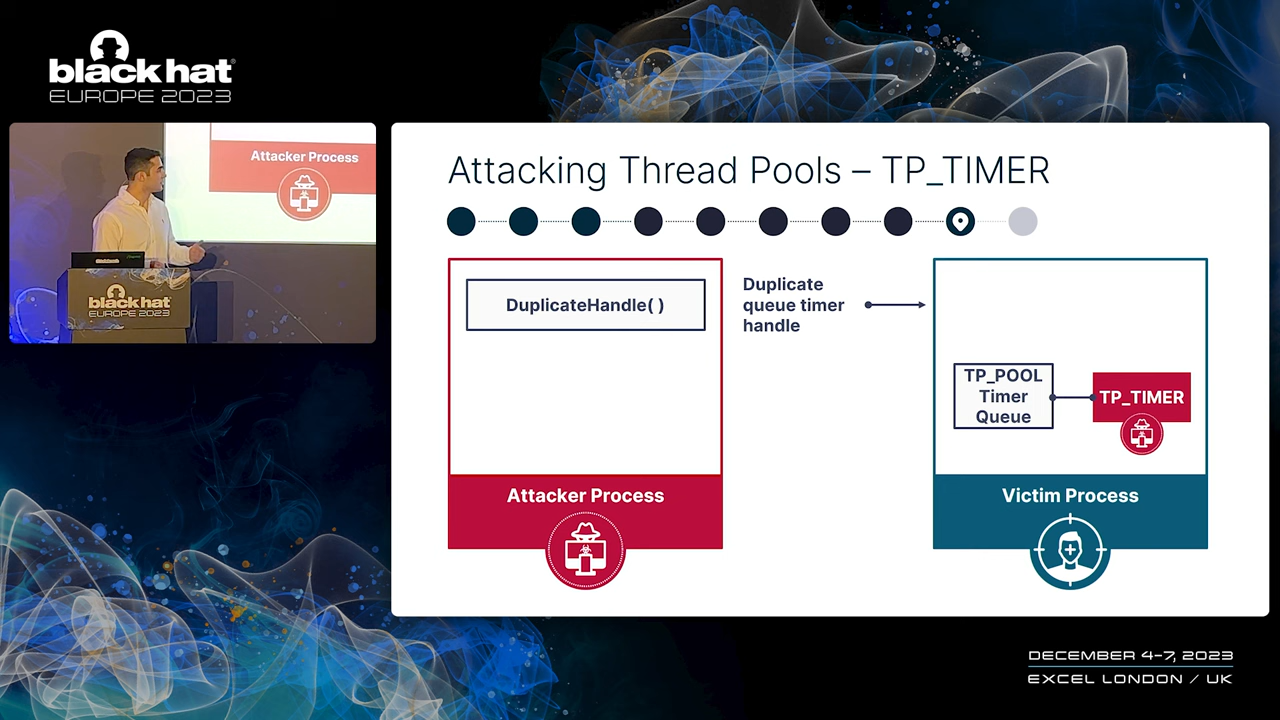 black hat
EUROPE 2023
Attacker Process
black hat
EUROPE 2023
Attacking Thread Pools – TP_TIMER
DuplicateHandle( )
Duplicate
queue timer
handle
TP_POOL
Timer
Queue
TP_TIMER
Attacker Process
Victim Process
DECEMBER 4-7, 2023
EXCEL LONDON / UK